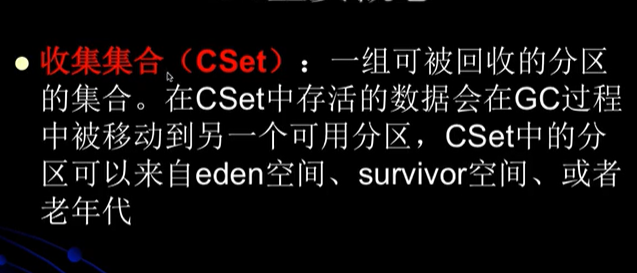 收集集合（CSet）：一组可被回收的分区
的集合。在CSet中存活的数据会在GC过程
中被移动到另一个可用分区，CSet中的分
区可以来自eden空间、survivor空间、或者
老年代